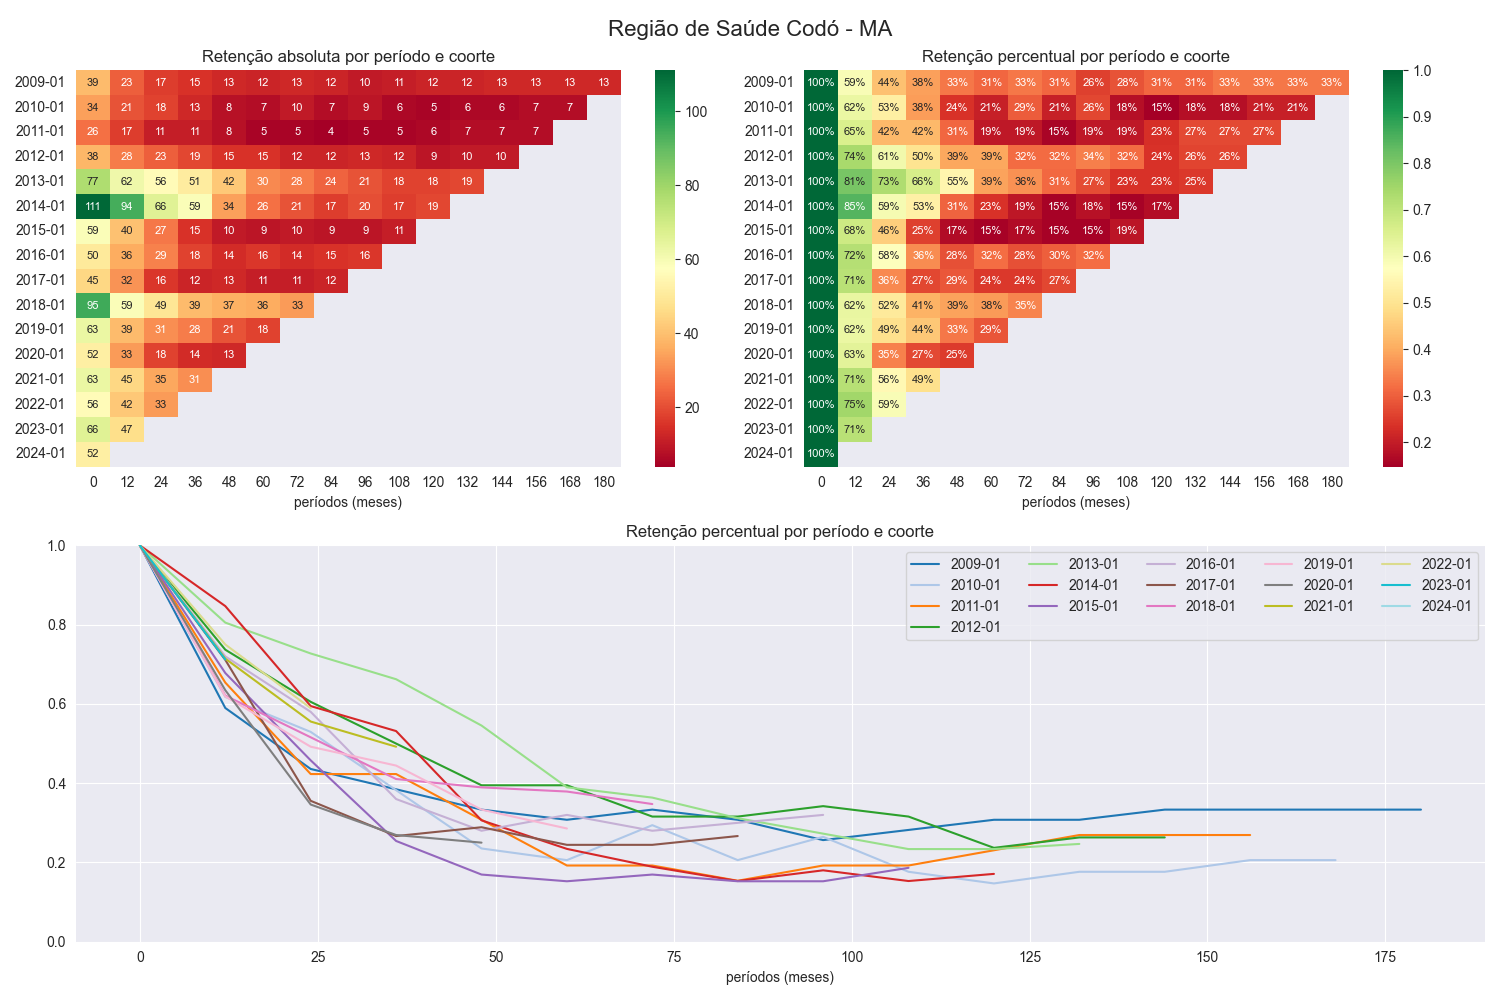 Região de Saúde Codó - MA
Retenção absoluta por período e coorte
2009-01 39 23 17 15 13 12 13 12 10 11 12 12 13 13 13 13
2010-01 34 21 18 13 8 7 10 7 9 6 5 6 6 7 7
2011-01 26 17 11 11 8 5 5 4 5 5 6 7 7 7
2012-01 38 28 23 19 15 15 12 12 13 12 9 10 10
2013-01 77 62 56 51 42 30 28 24 21 18 18 19
2014-01 111 94 66 59 34 26 21 17 20 17 19
2015-01 59 40 27 15 10 9 10 9 9 11
2016-01 50 36 29 18 14 16 14 15 16
2017-01 45 32 16 12 13 11 11 12
2018-01 95 59 49 39 37 36 33
2019-01 63 39 31 28 21 18
2020-01 52 33 18 14 13
2021-01 63 45 35 31
2022-01 56 42 33
2023-01 66 47
2024-01 52
0 12 24 36 48 60 72 84 96 108 120 132 144 156 168 180
períodos (meses)
100
80
60
40
20
Retenção percentual por período e coorte
2009-01 100% 59% 44% 38% 33% 31% 33% 31% 26% 28% 31% 31% 33% 33% 33% 33%
2010-01 100% 62% 53% 38% 24% 21% 29% 21% 26% 18% 15% 18% 18% 21% 21%
2011-01 100% 65% 42% 42% 31% 19% 19% 15% 19% 19% 23% 27% 27% 27%
2012-01 100% 74% 61% 50% 39% 39% 32% 32% 34% 32% 24% 26% 26%
2013-01 100% 81% 73% 66% 55% 39% 36% 31% 27% 23% 23% 25%
2014-01 100% 85% 59% 53% 31% 23% 19% 15% 18% 15% 17%
2015-01 100% 68% 46% 25% 17% 15% 17% 15% 15% 19%
2016-01 100% 72% 58% 36% 28% 32% 28% 30% 32%
2017-01 100% 71% 36% 27% 29% 24% 24% 27%
2018-01 100% 62% 52% 41% 39% 38% 35%
2019-01 100% 62% 49% 44% 33% 29%
2020-01 100% 63% 35% 27% 25%
2021-01 100% 71% 56% 49%
2022-01 100% 75% 59%
2023-01 100% 71%
2024-01 100%
0 12 24 36 48 60 72 84 96 108 120 132 144 156 168 180
períodos (meses)
1.0
0.9
0.8
0.7
0.6
0.5
0.4
0.3
0.2
Retenção percentual por período e coorte
1.0
0.8
0.6
0.4
0.2
0.0
2009-01 2013-01 2016-01 2019-01 2022-01
2010-01 2014-01 2017-01 2020-01 2023-01
2011-01 2015-01 2018-01 2021-01 2024-01
2012-01
0 25 50 75 100 125 150 175
períodos (meses)